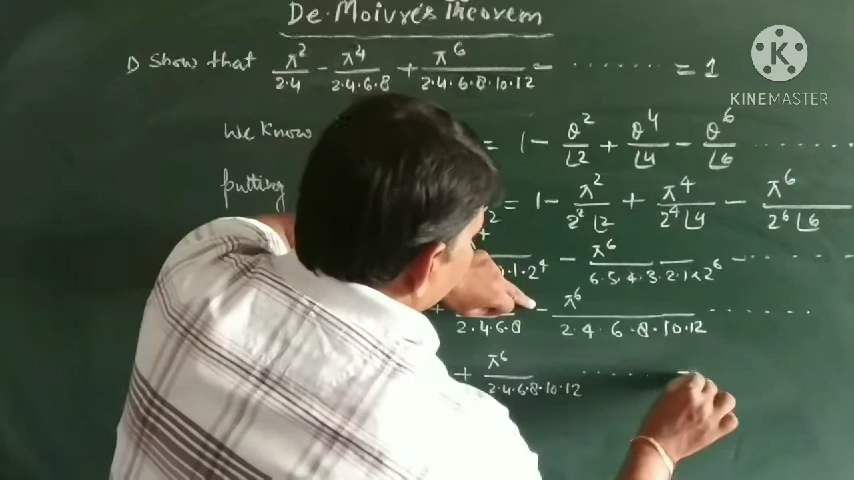 De-Moivre's Theorem
1) Show that π²/2·4 − π⁴/2·4·6·8 + π⁶/2·4·6·8·10·12 − ········ = 1
KINEMASTER
We Know = 1 − θ²/∟2 + θ⁴/∟4 − θ⁶/∟6 ········
putting = 1 − π²/2²∟2 + π⁴/2⁴∟4 − π⁶/2⁶∟6
·1·2⁴ − π⁶/6·5·4·3·2·1×2⁶ − ········
+ /2·4·6·8 − π⁶/2·4·6·8·10·12 ·······
+ π⁶/2·4·6·8·10·12 ······